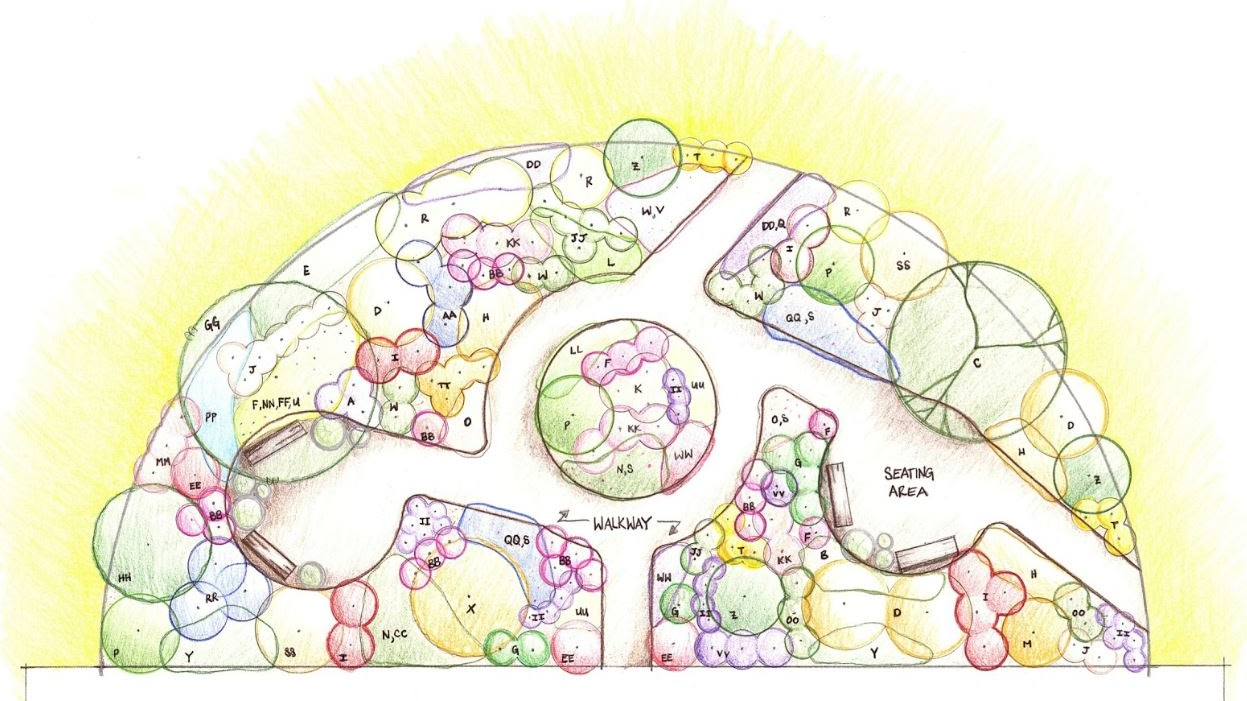 DD
R
Z
T
W,V
R
KK
JJ
L
BB
W
E
D
AA
H
GG
J
I
F,NN,FF,U
A
W
TT
O
BB
PP
MM
EE
BB
DD,Q
I
R
P
SS
W
QQ,S
J
C
D
H
Z
T
LL
F
K
II
UU
P
KK
WW
N,S
SEATING
AREA
← WALKWAY →
O,S
F
G
VV
BB
F
B
KK
T
JJ
WW
G
II
Z
OO
VV
EE
D
Y
I
H
M
OO
J
II
II
QQ,S
BB
BB
X
II
UU
G
EE
N,CC
I
SS
RR
HH
P
Y